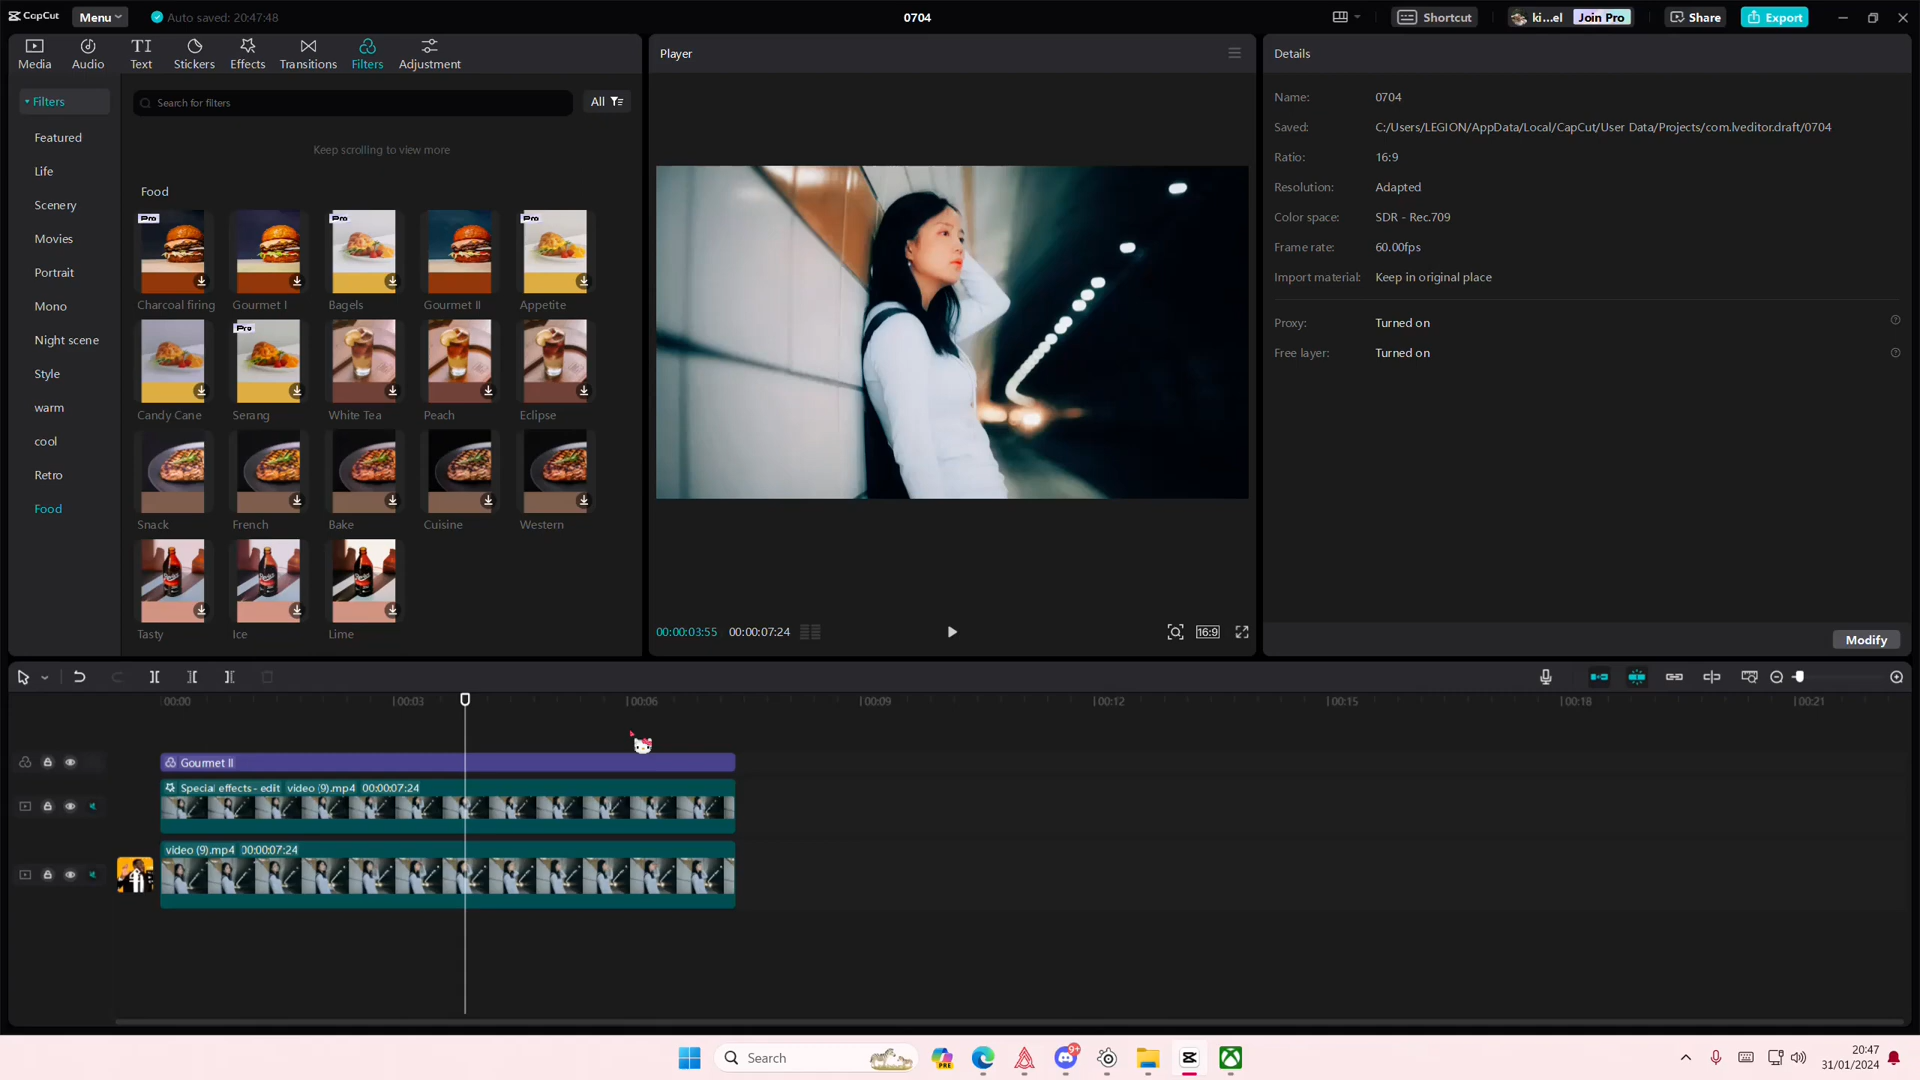 CapCut Menu Auto saved: 20:47:48 0704 Shortcut ki...el Join Pro Share Export
Media Audio Text Stickers Effects Transitions Filters Adjustment
Filters
Featured
Life
Scenery
Movies
Portrait
Mono
Night scene
Style
warm
cool
Retro
Food
Search for filters All
Keep scrolling to view more
Food
Pro Pro Pro
Charcoal firing Gourmet I Bagels Gourmet II Appetite
Pro
Candy Cane Serang White Tea Peach Eclipse
Snack French Bake Cuisine Western
Tasty Ice Lime
Player
00:00:03:55 00:00:07:24 16:9
Details
Name: 0704
Saved: C:/Users/LEGION/AppData/Local/CapCut/User Data/Projects/com.lveditor.draft/0704
Ratio: 16:9
Resolution: Adapted
Color space: SDR - Rec.709
Frame rate: 60.00fps
Import material: Keep in original place
Proxy: Turned on
Free layer: Turned on
Modify
00:00 00:03 00:06 00:09 00:12 00:15 00:18 00:21
Gourmet II
Special effects - edit video (9).mp4 00:00:07:24
video (9).mp4 00:00:07:24
Search PRE 9+ 20:47
31/01/2024